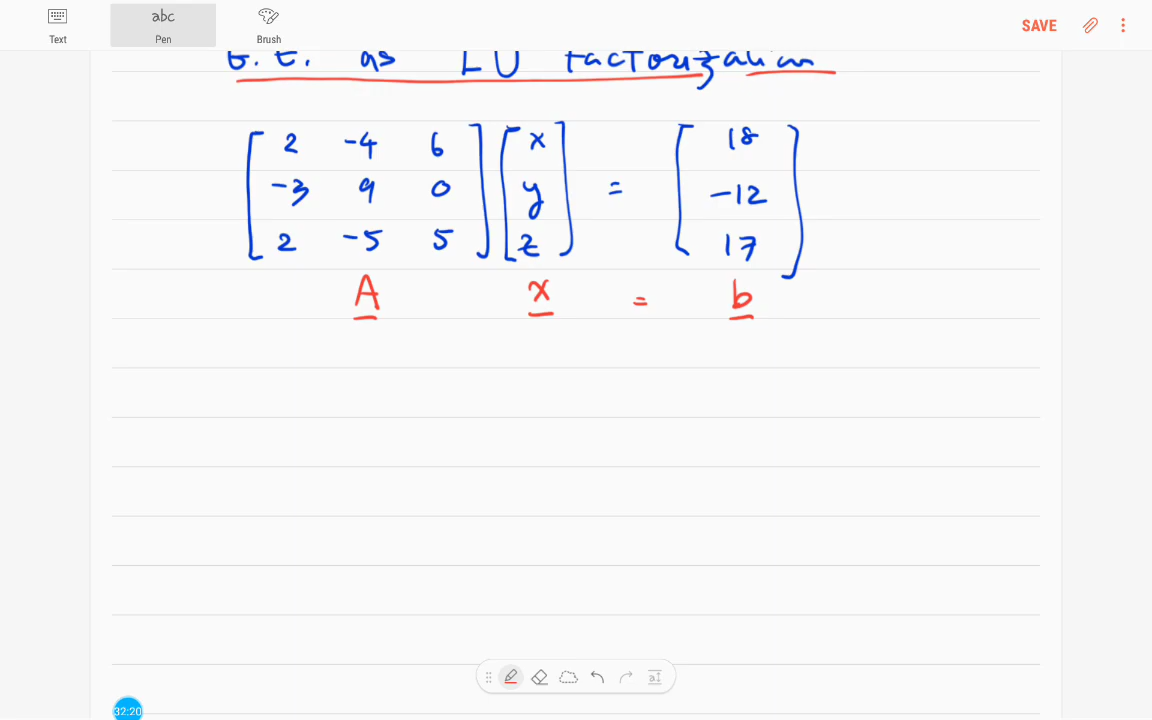 Text
abc
Pen
Brush
SAVE
G.E. as LU factorization
2 -4 6 x 18
-3 9 0 y = -12
2 -5 5 z 17
A x = b
32:20